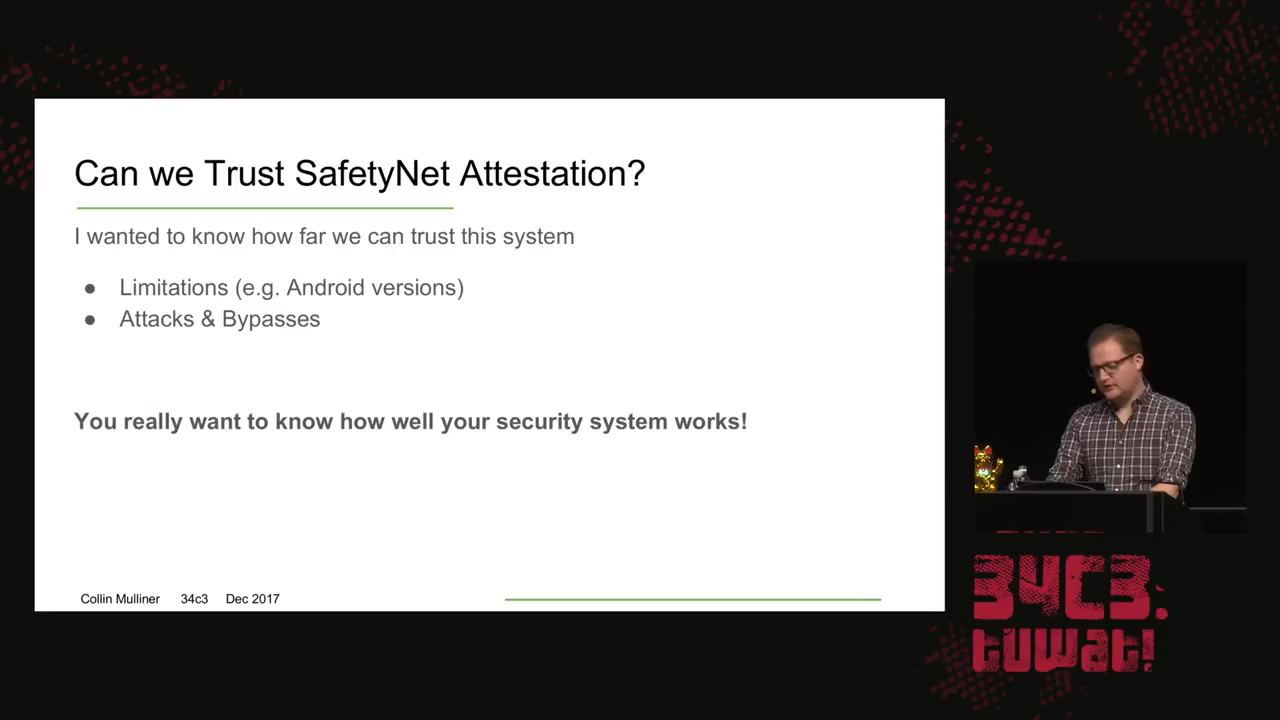 Can we Trust SafetyNet Attestation?
I wanted to know how far we can trust this system
● Limitations (e.g. Android versions)
● Attacks & Bypasses
You really want to know how well your security system works!
Collin Mulliner 34c3 Dec 2017
34C3.
tuwat!